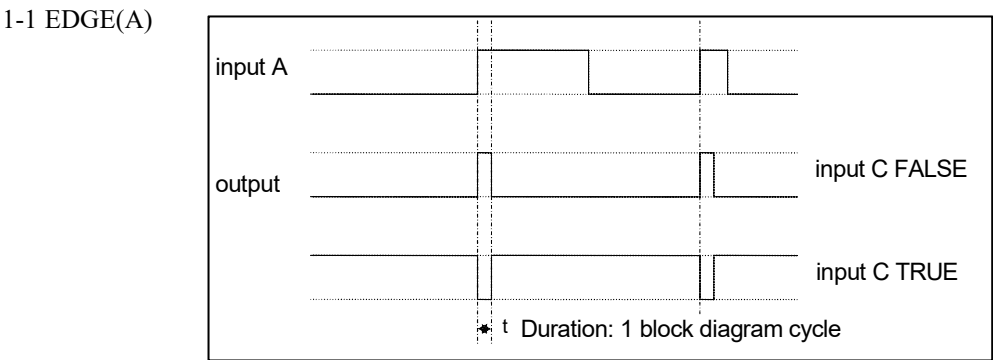 1-1 EDGE(A)
input A
input C FALSE
output
input C TRUE
t Duration: 1 block diagram cycle